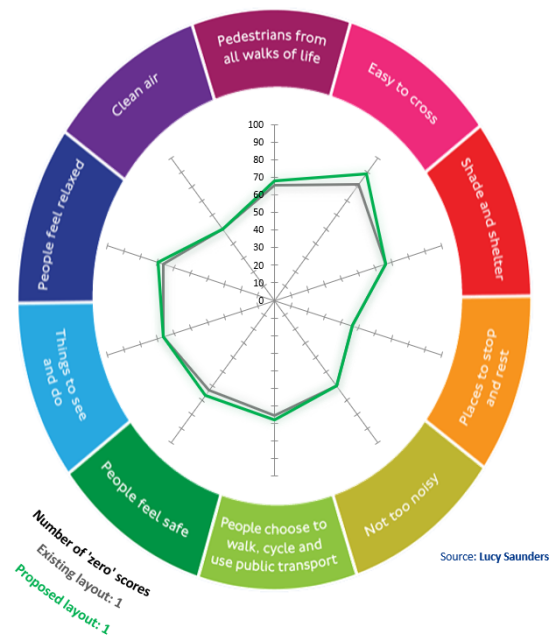 Pedestrians from
all walks of life
Easy to cross
Shade and shelter
Places to stop
and rest
Not too noisy
People choose to
walk, cycle and
use public transport
People feel safe
Things to see
and do
People feel relaxed
Clean air
100
90
80
70
60
50
40
30
20
10
0
Number of 'zero' scores
Existing layout: 1
Proposed layout: 1
Source: Lucy Saunders